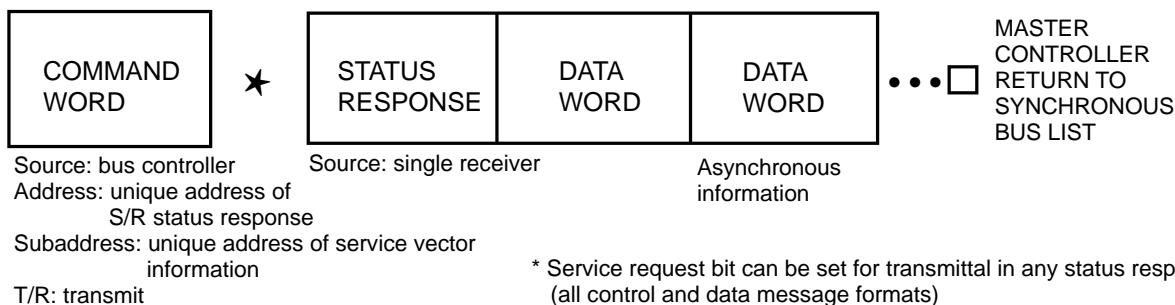 COMMAND
WORD
*
STATUS
RESPONSE
DATA
WORD
DATA
WORD
MASTER
CONTROLLER
RETURN TO
SYNCHRONOUS
BUS LIST
Source: bus controller
Address: unique address of
S/R status response
Subaddress: unique address of service vector
information
T/R: transmit
Source: single receiver
Asynchronous
information
* Service request bit can be set for transmittal in any status resp
(all control and data message formats)